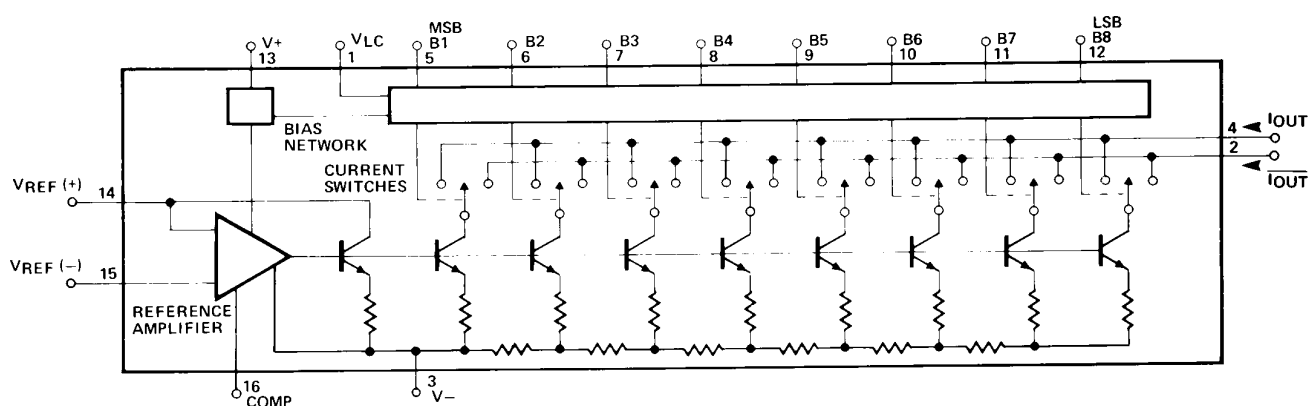 V+
13
VLC
1
MSB
B1
5
B2
6
B3
7
B4
8
B5
9
B6
10
B7
11
LSB
B8
12
BIAS
NETWORK
CURRENT
SWITCHES
4
IOUT
2
IOUT
VREF (+)
14
VREF (−)
15
REFERENCE
AMPLIFIER
16
COMP
3
V−